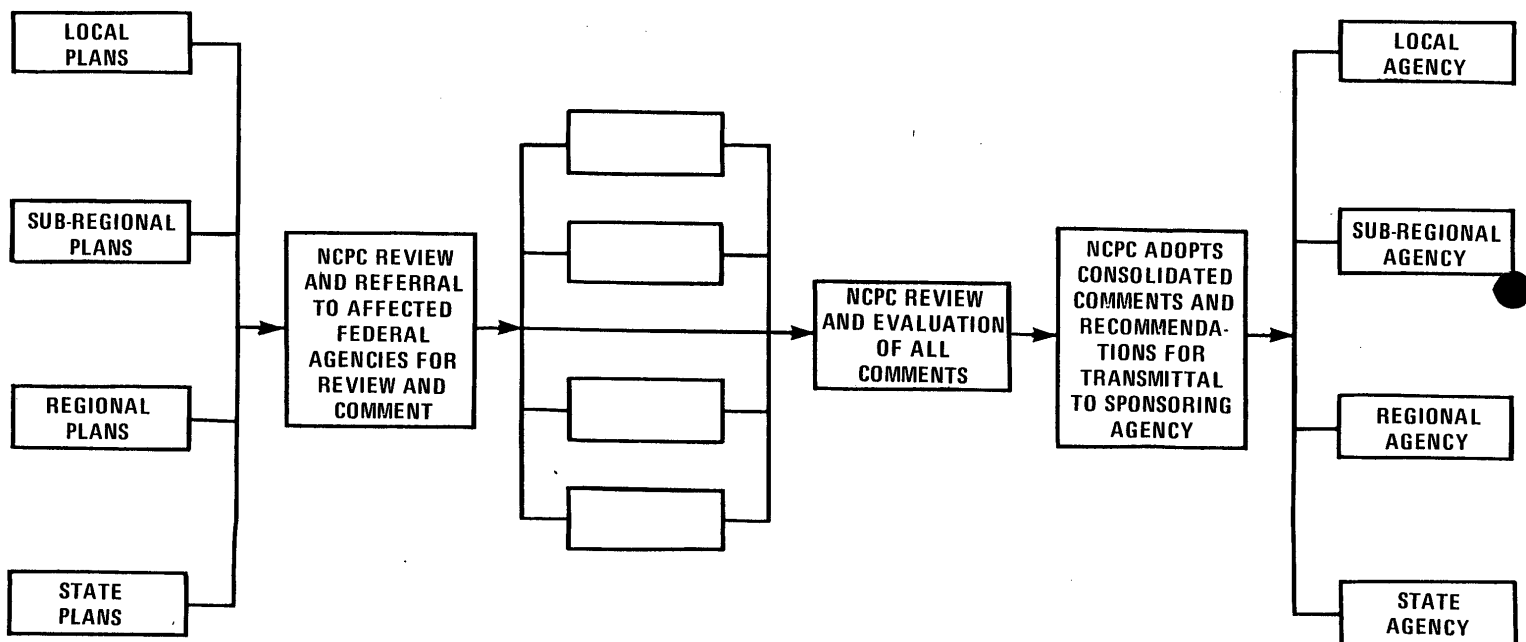 LOCAL
PLANS
SUB-REGIONAL
PLANS
REGIONAL
PLANS
STATE
PLANS
NCPC REVIEW
AND REFERRAL
TO AFFECTED
FEDERAL
AGENCIES FOR
REVIEW AND
COMMENT
NCPC REVIEW
AND EVALUATION
OF ALL
COMMENTS
NCPC ADOPTS
CONSOLIDATED
COMMENTS AND
RECOMMENDA-
TIONS FOR
TRANSMITTAL
TO SPONSORING
AGENCY
LOCAL
AGENCY
SUB-REGIONAL
AGENCY
REGIONAL
AGENCY
STATE
AGENCY